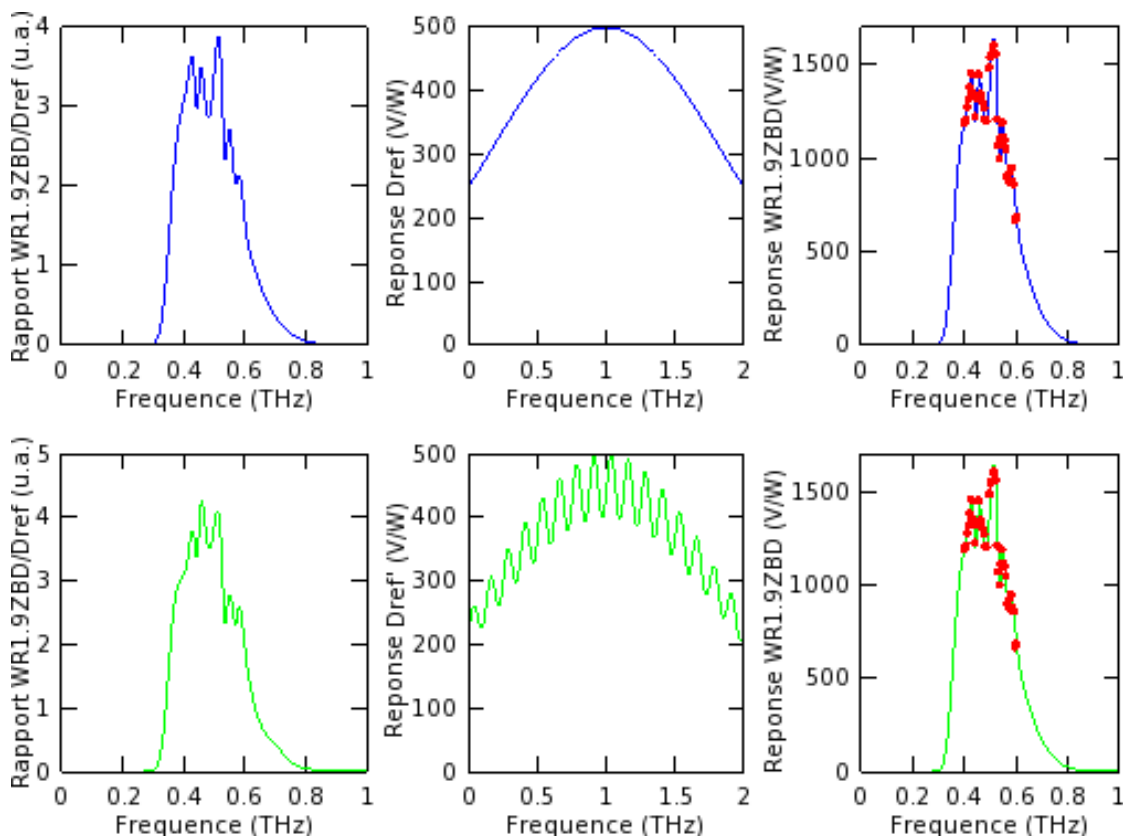 Rapport WR1.9ZBD/Dref (u.a.)
4
3
2
1
0
0 0.2 0.4 0.6 0.8 1
Frequence (THz)
Reponse Dref (V/W)
500
400
300
200
100
0
0 0.5 1 1.5 2
Frequence (THz)
Reponse WR1.9ZBD(V/W)
1500
1000
500
0
0 0.2 0.4 0.6 0.8 1
Frequence (THz)
Rapport WR1.9ZBD/Dref (u.a.)
5
4
3
2
1
0
0 0.2 0.4 0.6 0.8 1
Frequence (THz)
Reponse Dref' (V/W)
500
400
300
200
100
0
0 0.5 1 1.5 2
Frequence (THz)
Reponse WR1.9ZBD (V/W)
1500
1000
500
0
0 0.2 0.4 0.6 0.8 1
Frequence (THz)